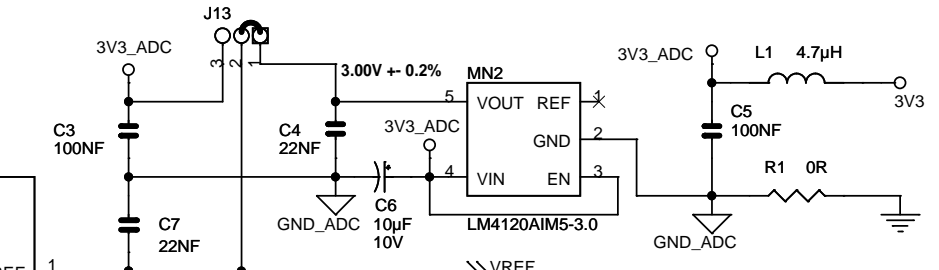 J13
3V3_ADC
3
2
1
3.00V +- 0.2%
MN2
3V3_ADC
L1 4.7µH
3V3
5
VOUT REF
1
C3
100NF
C4
22NF
3V3_ADC
C5
100NF
GND
2
4
VIN EN
3
R1 0R
GND_ADC
C6
10µF
10V
LM4120AIM5-3.0
GND_ADC
C7
22NF
1
VREF